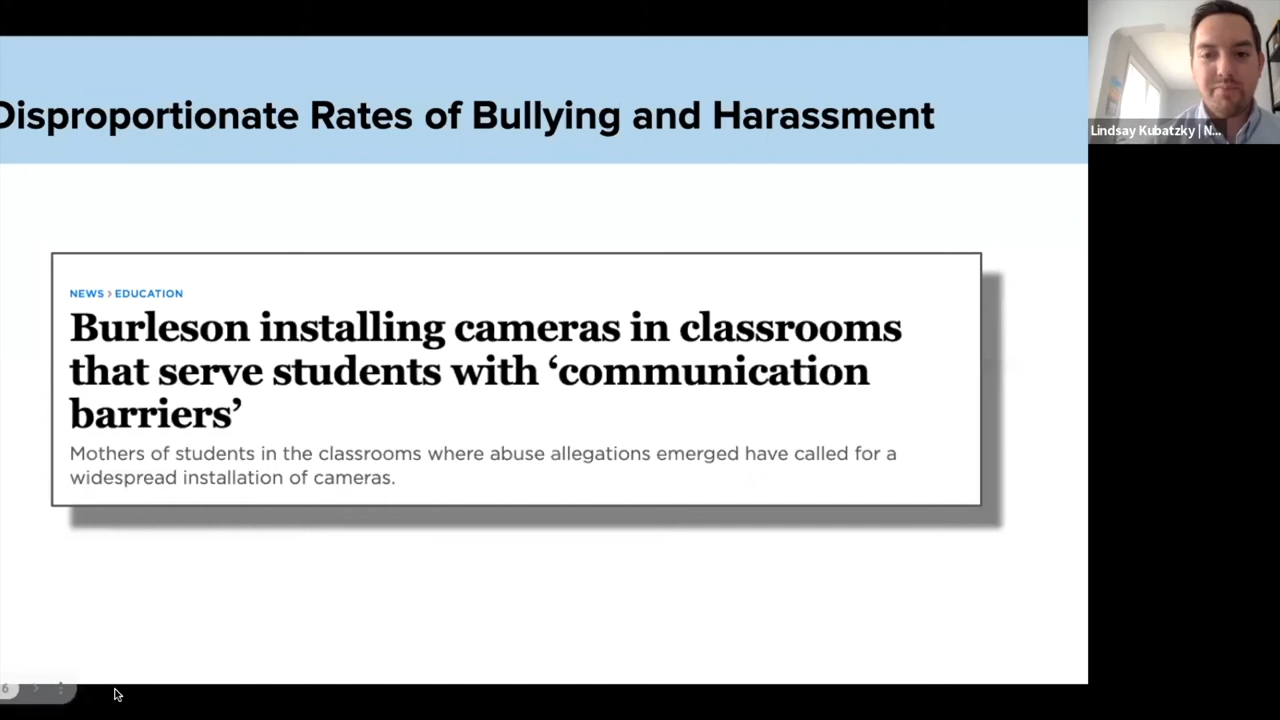 Disproportionate Rates of Bullying and Harassment
Lindsay Kubatzky | N...
NEWS > EDUCATION
Burleson installing cameras in classrooms
that serve students with ‘communication
barriers’
Mothers of students in the classrooms where abuse allegations emerged have called for a
widespread installation of cameras.
6